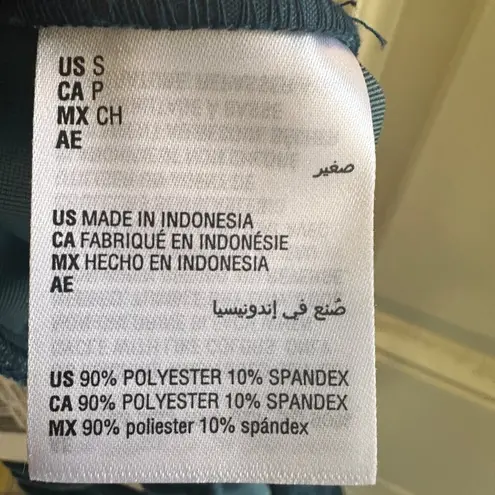 US S
CA P
MX CH
AE
صغير
US MADE IN INDONESIA
CA FABRIQUÉ EN INDONÉSIE
MX HECHO EN INDONESIA
AE
صُنع في إندونيسيا
US 90% POLYESTER 10% SPANDEX
CA 90% POLYESTER 10% SPANDEX
MX 90% poliester 10% spándex